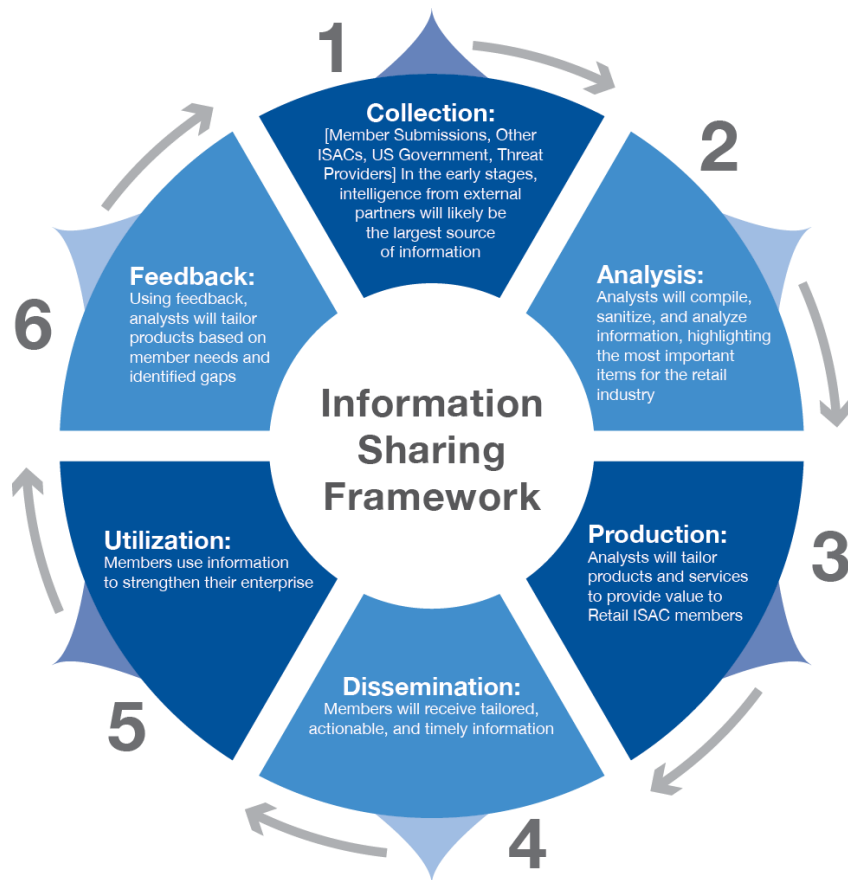 1
Collection:
[Member Submissions, Other
ISACs, US Government, Threat
Providers] In the early stages,
intelligence from external
partners will likely be
the largest source
of information
2
Analysis:
Analysts will compile,
sanitize, and analyze
information, highlighting
the most important
items for the retail
industry
3
Production:
Analysts will tailor
products and services
to provide value to
Retail ISAC members
4
Dissemination:
Members will receive tailored,
actionable, and timely information
5
Utilization:
Members use information
to strengthen their enterprise
6
Feedback:
Using feedback,
analysts will tailor
products based on
member needs and
identified gaps
Information
Sharing
Framework